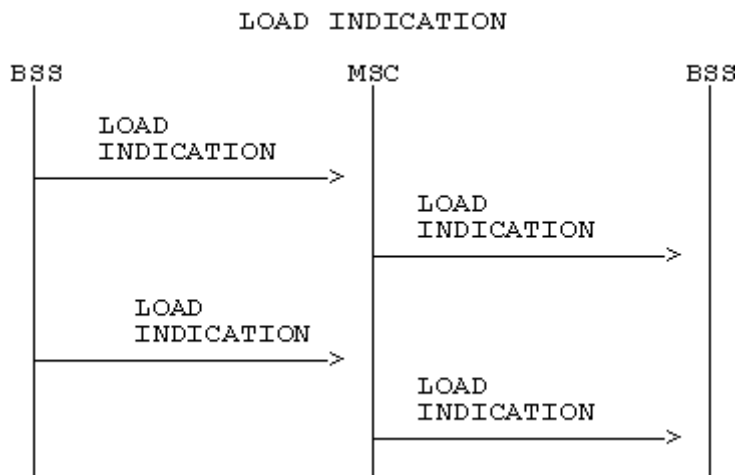 LOAD INDICATION
BSS MSC BSS
LOAD
INDICATION
LOAD
INDICATION
LOAD
INDICATION
LOAD
INDICATION